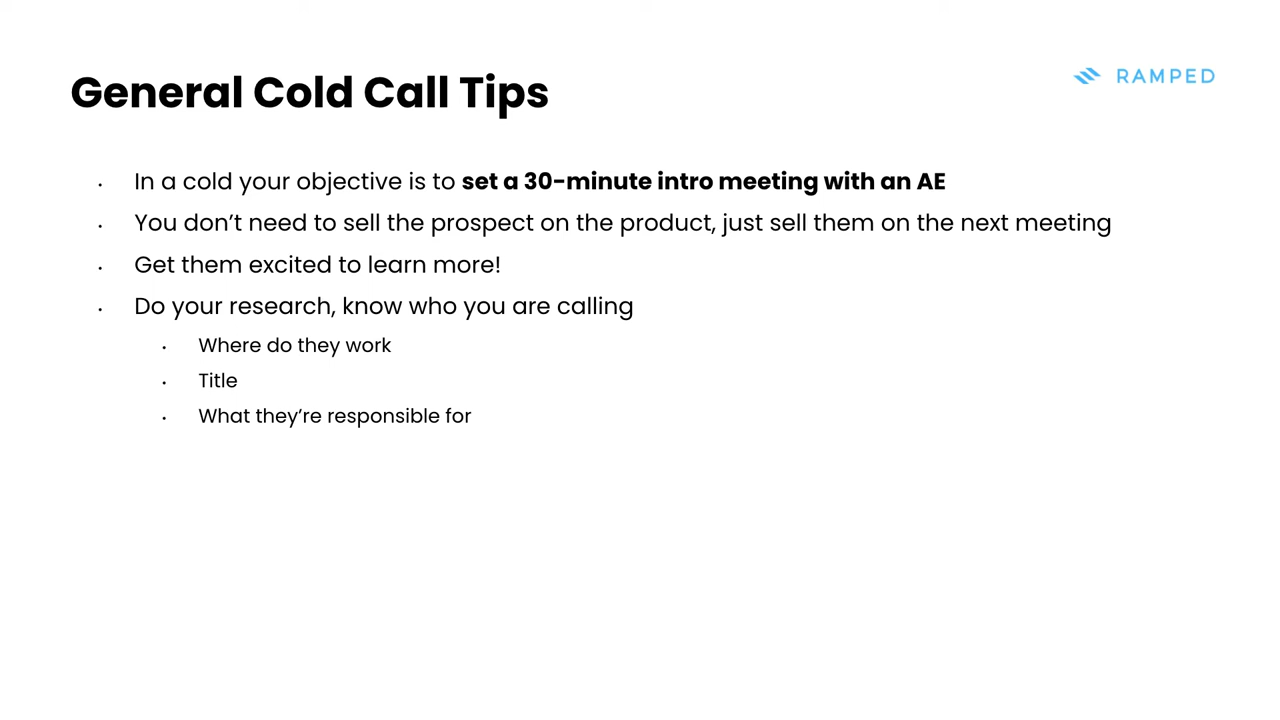 General Cold Call Tips
RAMPED
In a cold your objective is to set a 30-minute intro meeting with an AE
You don’t need to sell the prospect on the product, just sell them on the next meeting
Get them excited to learn more!
Do your research, know who you are calling
Where do they work
Title
What they’re responsible for